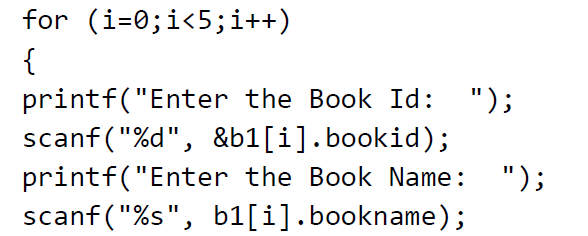 for (i=0;i<5;i++)
{
printf("Enter the Book Id:  ");
scanf("%d", &b1[i].bookid);
printf("Enter the Book Name:  ");
scanf("%s", b1[i].bookname);